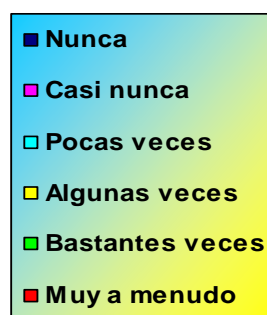 Nunca
Casi nunca
Pocas veces
Algunas veces
Bastantes veces
Muy a menudo